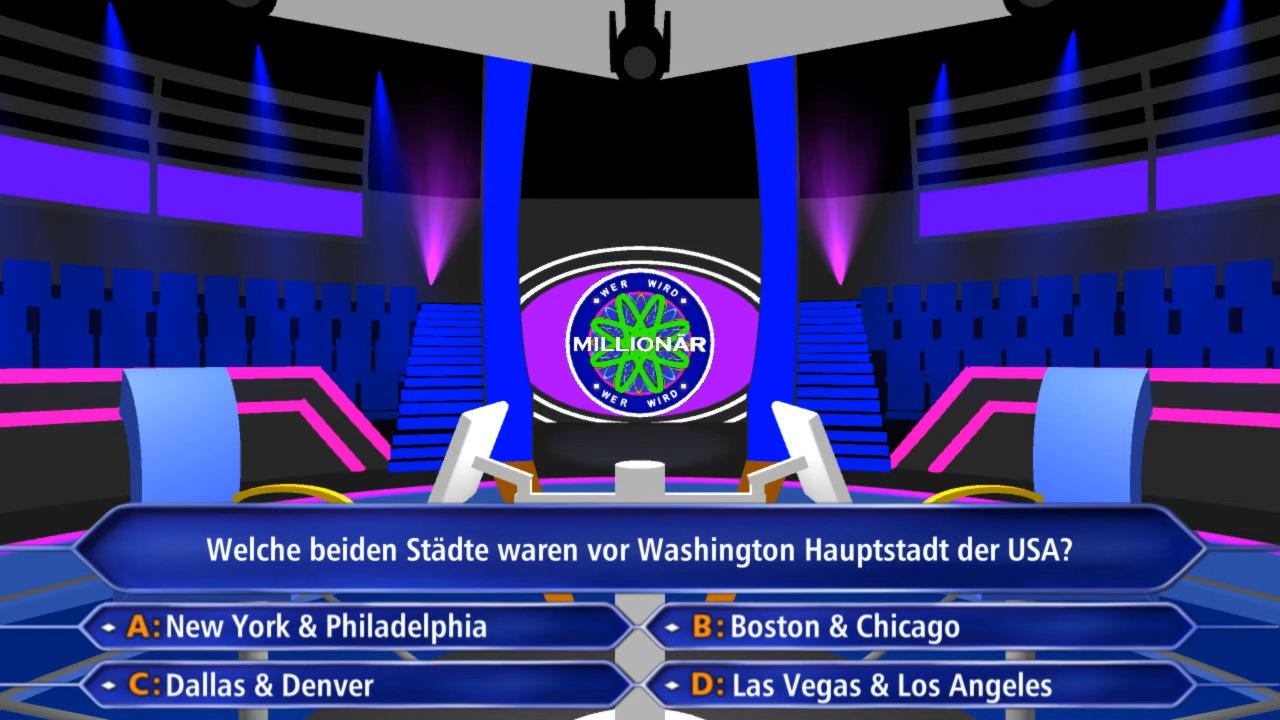 WER WIRD
MILLIONÄR
WER WIRD
Welche beiden Städte waren vor Washington Hauptstadt der USA?
A: New York & Philadelphia
B: Boston & Chicago
C: Dallas & Denver
D: Las Vegas & Los Angeles